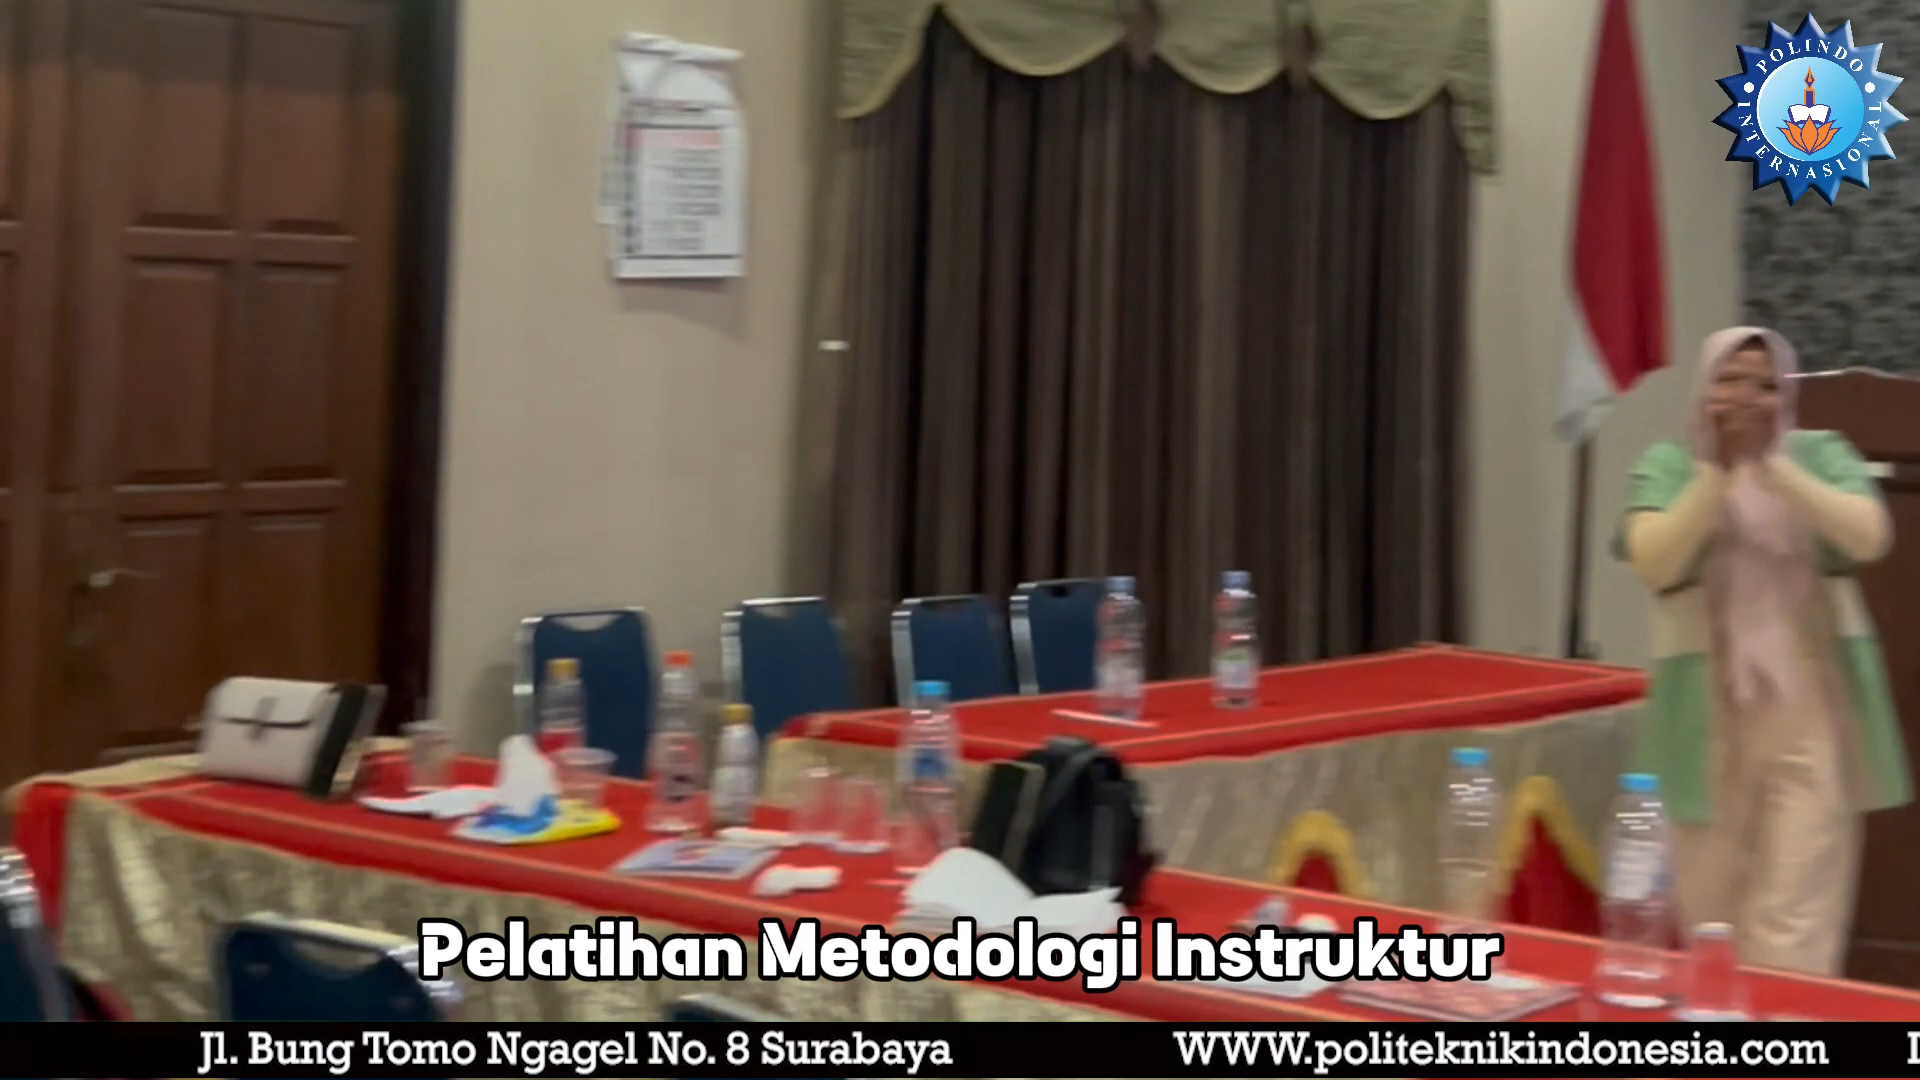 POLINDO
INTERNASIONAL
Pelatihan Metodologi Instruktur
Jl. Bung Tomo Ngagel No. 8 Surabaya
WWW.politeknikindonesia.com